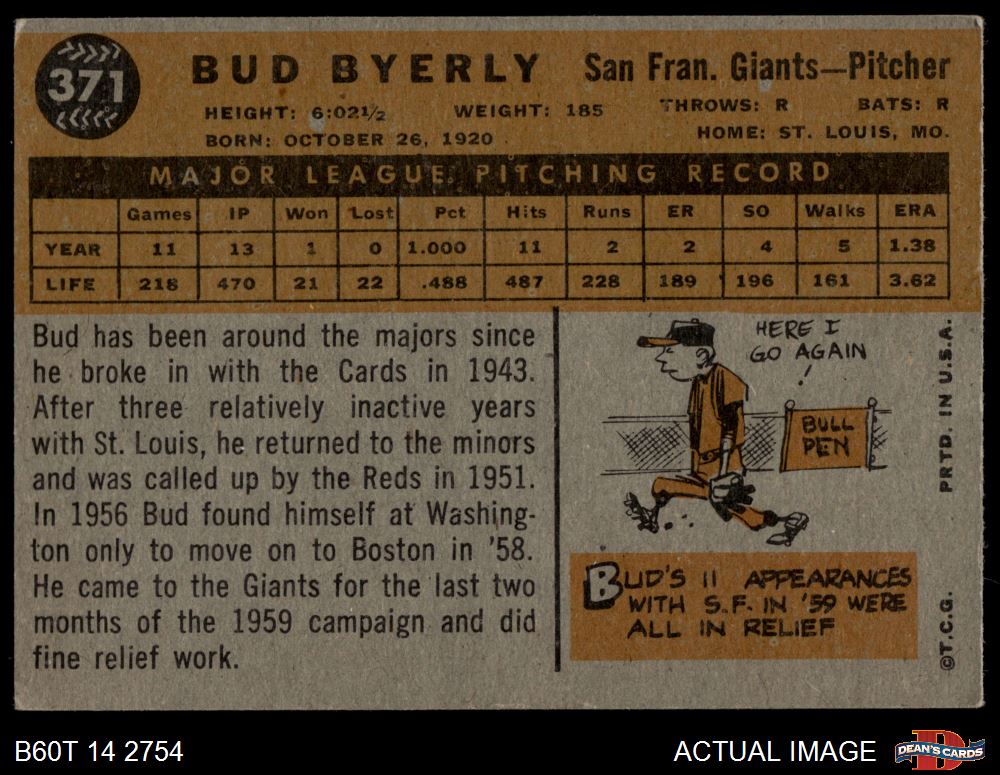 371
BUD BYERLY San Fran. Giants—Pitcher
HEIGHT: 6:02½ WEIGHT: 185 THROWS: R BATS: R
BORN: OCTOBER 26, 1920 HOME: ST. LOUIS, MO.
MAJOR LEAGUE PITCHING RECORD
Games IP Won Lost Pct Hits Runs ER SO Walks ERA
YEAR 11 13 1 0 1.000 11 2 2 4 5 1.38
LIFE 218 470 21 22 .488 487 228 189 196 161 3.62
Bud has been around the majors since
he broke in with the Cards in 1943.
After three relatively inactive years
with St. Louis, he returned to the minors
and was called up by the Reds in 1951.
In 1956 Bud found himself at Washing-
ton only to move on to Boston in '58.
He came to the Giants for the last two
months of the 1959 campaign and did
fine relief work.
HERE I
GO AGAIN
BULL
PEN
BUD'S 11 APPEARANCES
WITH S.F. IN '59 WERE
ALL IN RELIEF
PRTD. IN U.S.A.
©T.C.G.
B60T 14 2754
ACTUAL IMAGE
D
DEAN'S CARDS